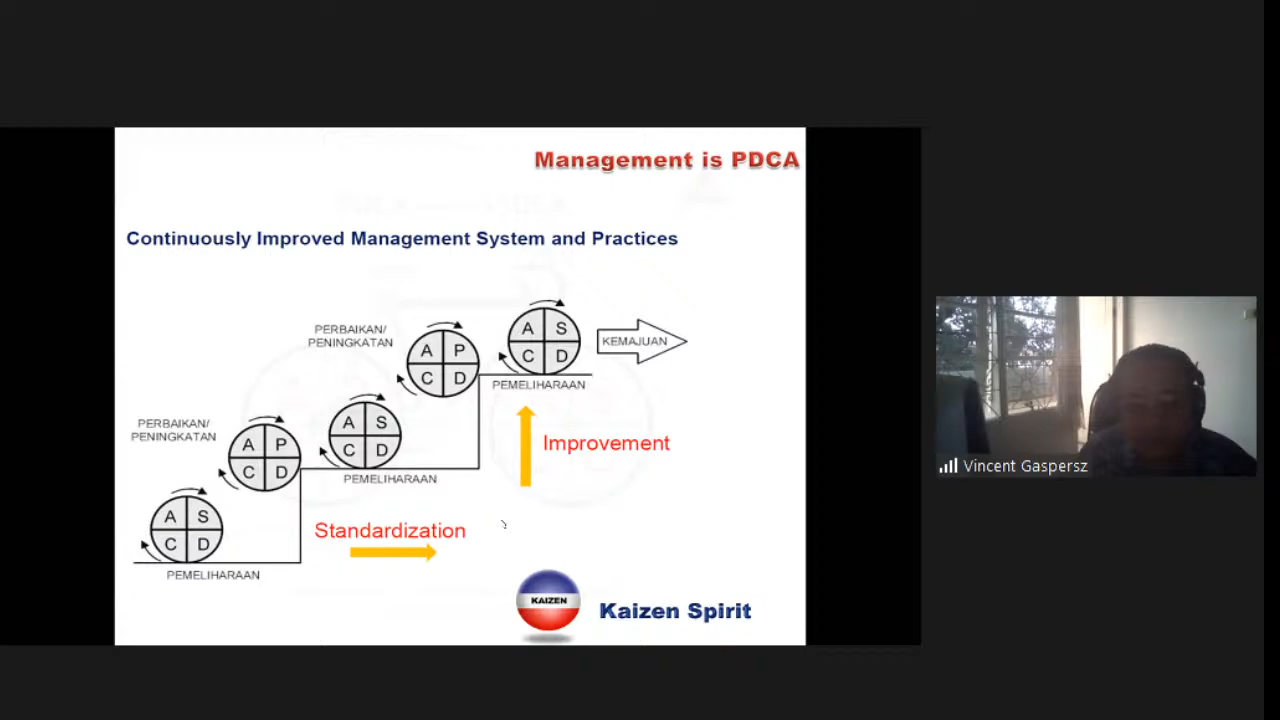 Management is PDCA
Continuously Improved Management System and Practices
PERBAIKAN/
PENINGKATAN
A P
C D
A S
C D
KEMAJUAN
PEMELIHARAAN
PERBAIKAN/
PENINGKATAN
A P
C D
A S
C D
PEMELIHARAAN
Improvement
A S
C D
PEMELIHARAAN
Standardization
KAIZEN
Kaizen Spirit
Vincent Gaspersz